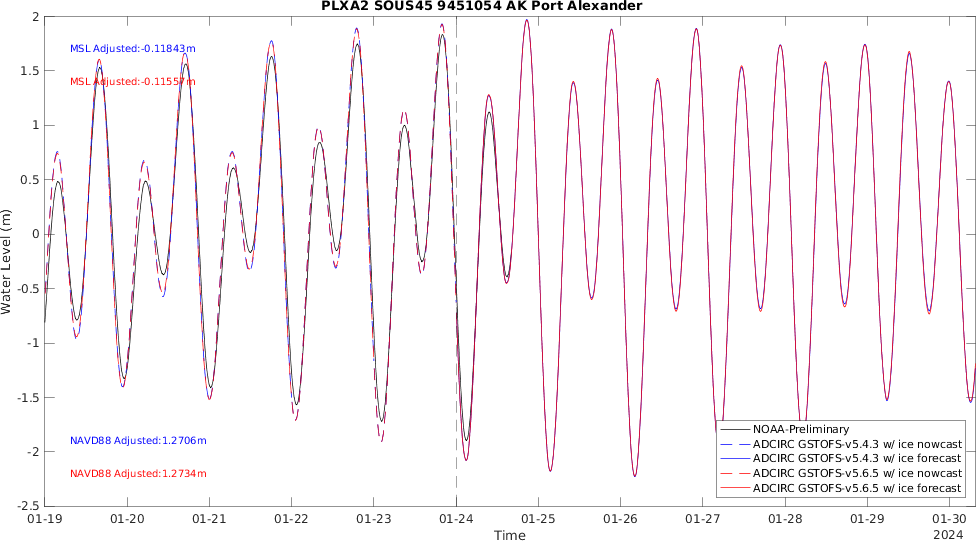 PLXA2 SOUS45 9451054 AK Port Alexander
2
MSL Adjusted:-0.11843m
1.5
MSL Adjusted:-0.11557m
1
0.5
0
Water Level (m)
-0.5
-1
-1.5
NAVD88 Adjusted:1.2706m
-2
NAVD88 Adjusted:1.2734m
-2.5
NOAA-Preliminary
ADCIRC GSTOFS-v5.4.3 w/ ice nowcast
ADCIRC GSTOFS-v5.4.3 w/ ice forecast
ADCIRC GSTOFS-v5.6.5 w/ ice nowcast
ADCIRC GSTOFS-v5.6.5 w/ ice forecast
01-19 01-20 01-21 01-22 01-23 01-24 01-25 01-26 01-27 01-28 01-29 01-30
Time
2024